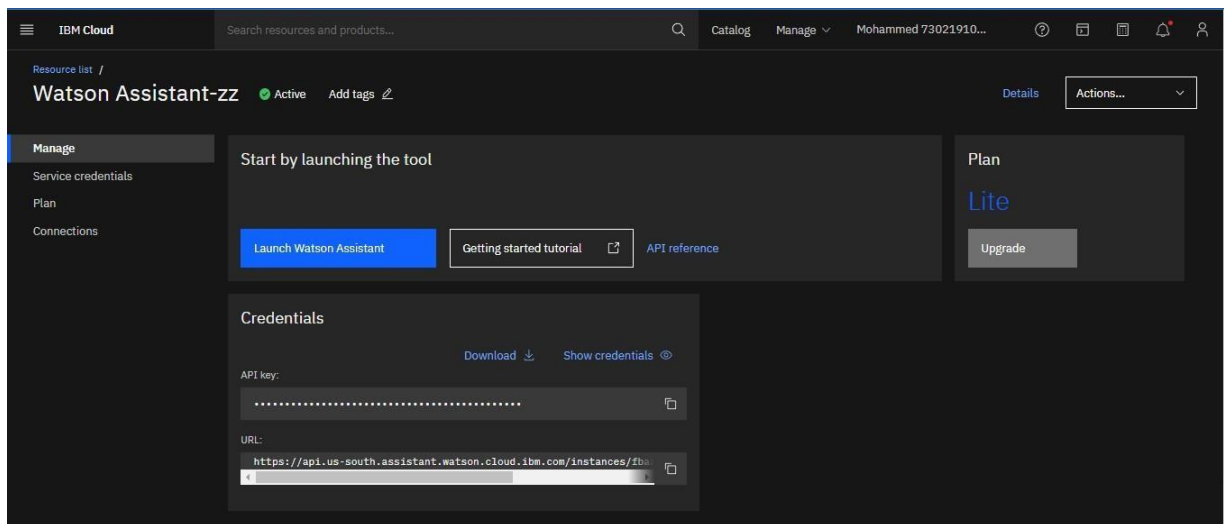 IBM Cloud
Search resources and products...
Catalog
Manage
Mohammed 73021910...
Resource list /
Watson Assistant-zz
Active
Add tags
Details
Actions...
Manage
Service credentials
Plan
Connections
Start by launching the tool
Launch Watson Assistant
Getting started tutorial
API reference
Plan
Lite
Upgrade
Credentials
Download
Show credentials
API key:
URL:
https://api.us-south.assistant.watson.cloud.ibm.com/instances/fba